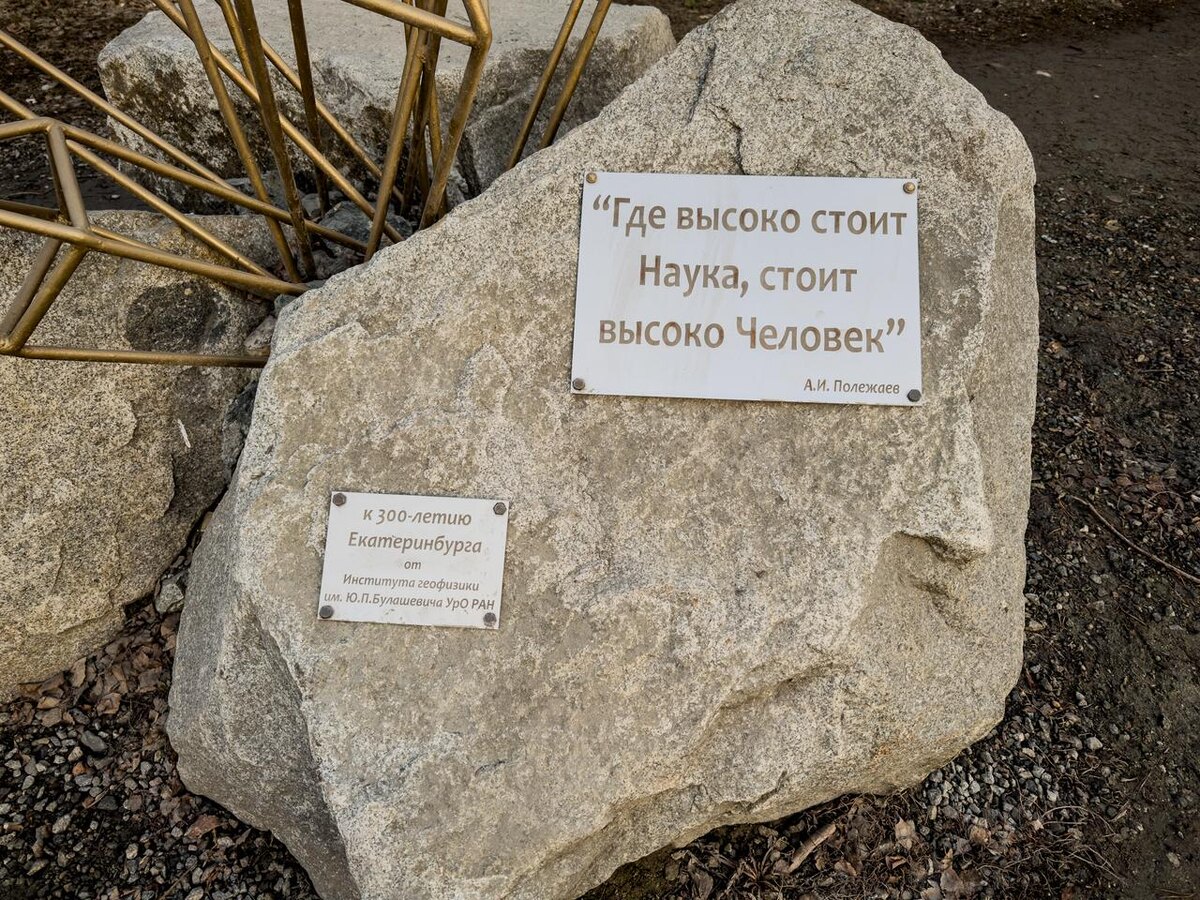 “Где высоко стоит
Наука, стоит
высоко Человек”
А.И. Полежаев
к 300-летию
Екатеринбурга
от
Института геофизики
им. Ю.П.Булашевича УрО РАН